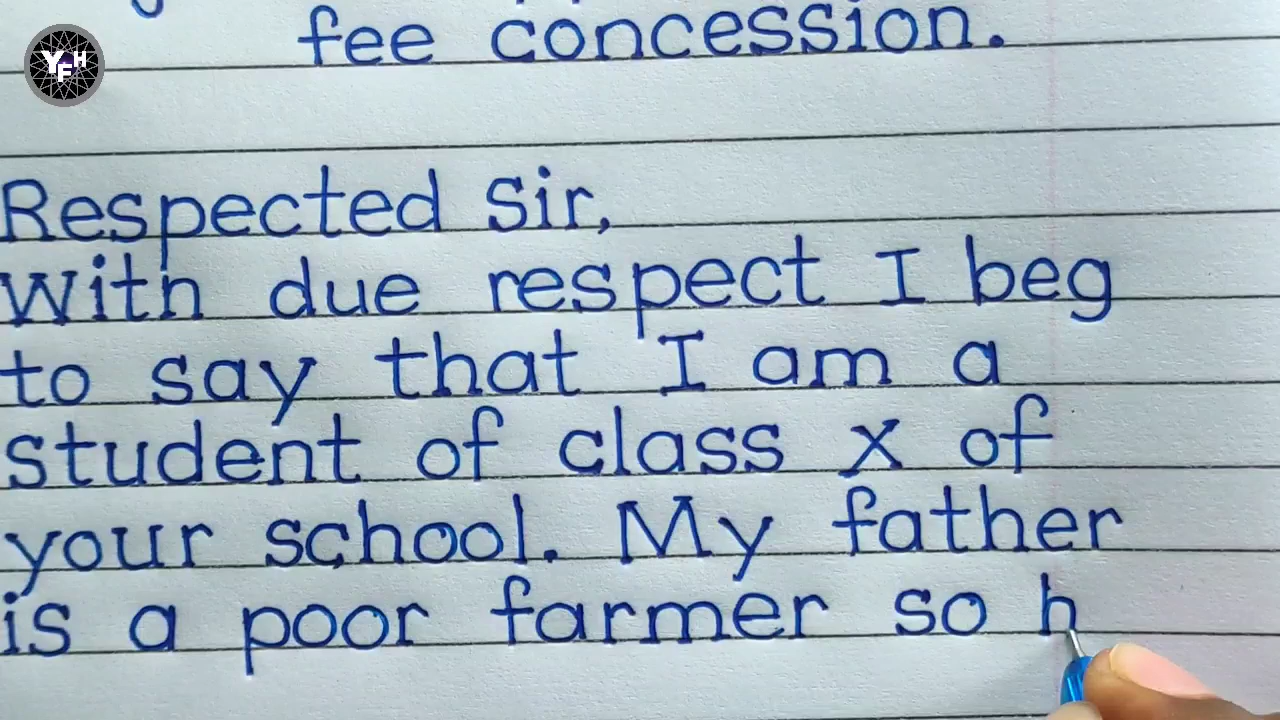 YFH
fee concession.
Respected Sir,
With due respect I beg
to say that I am a
student of class x of
your school. My father
is a poor farmer so h